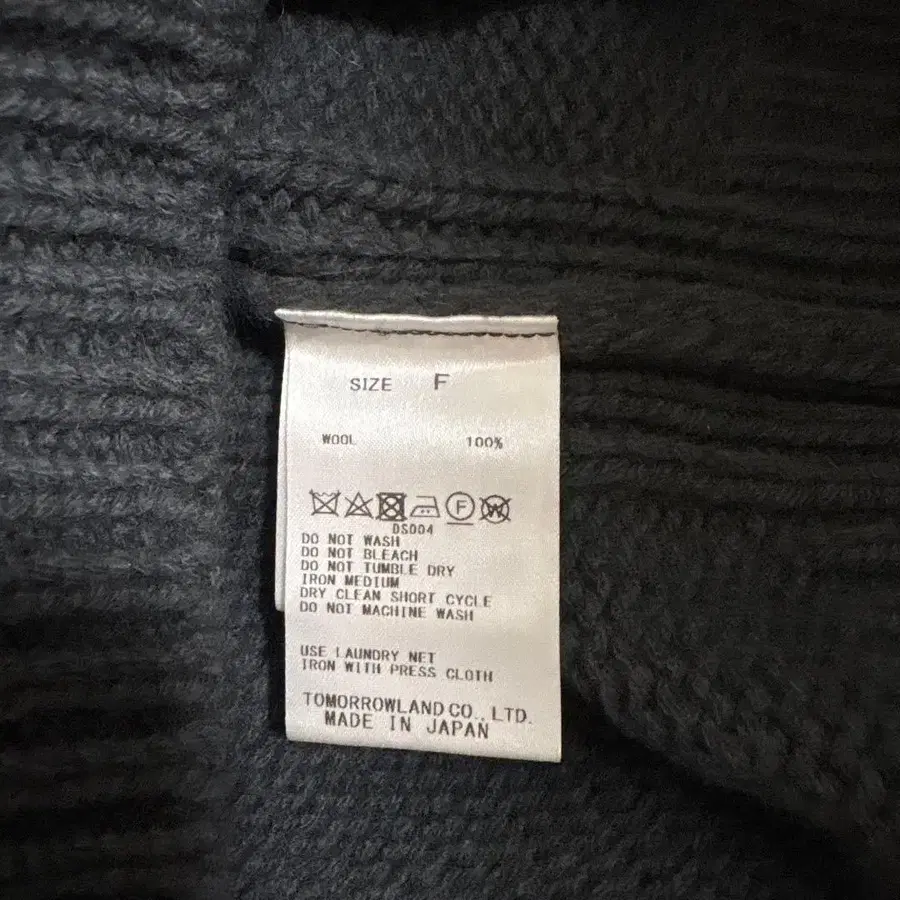 SIZE F
WOOL 100%
F W
DS004
DO NOT WASH
DO NOT BLEACH
DO NOT TUMBLE DRY
IRON MEDIUM
DRY CLEAN SHORT CYCLE
DO NOT MACHINE WASH
USE LAUNDRY NET
IRON WITH PRESS CLOTH
TOMORROWLAND CO., LTD.
MADE IN JAPAN